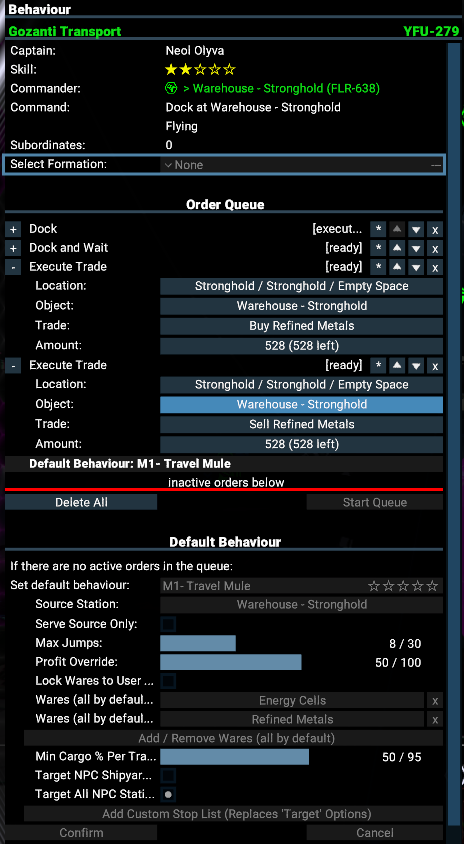 Behaviour
Gozanti Transport YFU-279
Captain: Neol Olyva
Skill:
Commander: > Warehouse - Stronghold (FLR-638)
Command: Dock at Warehouse - Stronghold
Flying
Subordinates: 0
Select Formation: None —
Order Queue
+ Dock [execut... * x
+ Dock and Wait [ready] * x
- Execute Trade [ready] * x
Location: Stronghold / Stronghold / Empty Space
Object: Warehouse - Stronghold
Trade: Buy Refined Metals
Amount: 528 (528 left)
- Execute Trade [ready] * x
Location: Stronghold / Stronghold / Empty Space
Object: Warehouse - Stronghold
Trade: Sell Refined Metals
Amount: 528 (528 left)
Default Behaviour: M1- Travel Mule
inactive orders below
Delete All Start Queue
Default Behaviour
If there are no active orders in the queue:
Set default behaviour: M1- Travel Mule
Source Station: Warehouse - Stronghold
Serve Source Only:
Max Jumps: 8 / 30
Profit Override: 50 / 100
Lock Wares to User ...
Wares (all by defaul... Energy Cells x
Wares (all by defaul... Refined Metals x
Add / Remove Wares (all by default)
Min Cargo % Per Tra... 50 / 95
Target NPC Shipyar...
Target All NPC Stati...
Add Custom Stop List (Replaces 'Target' Options)
Confirm Cancel